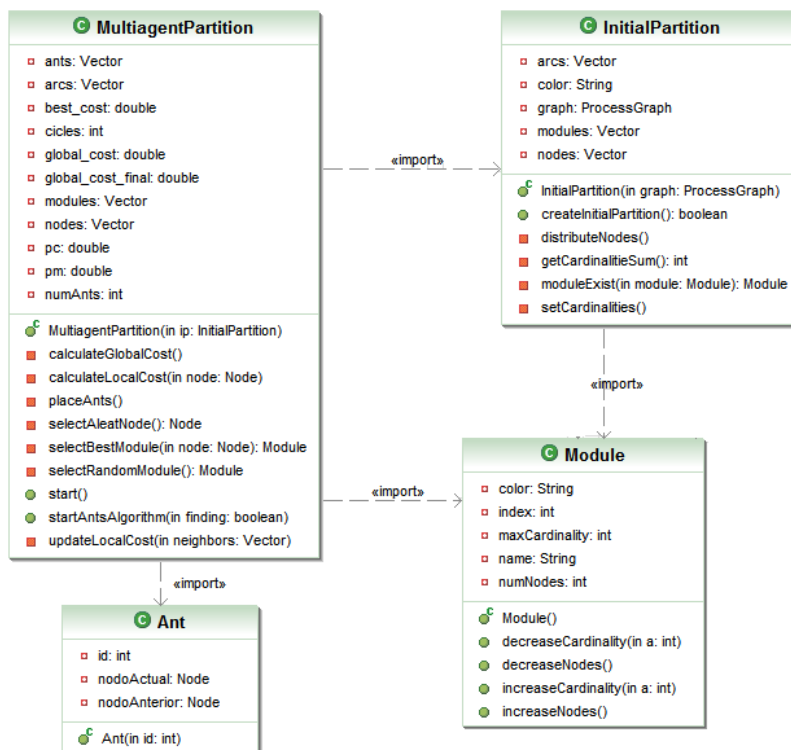 MultiagentPartition
ants: Vector
arcs: Vector
best_cost: double
cicles: int
global_cost: double
global_cost_final: double
modules: Vector
nodes: Vector
pc: double
pm: double
numAnts: int
MultiagentPartition(in ip: InitialPartition)
calculateGlobalCost()
calculateLocalCost(in node: Node)
placeAnts()
selectAleatNode(): Node
selectBestModule(in node: Node): Module
selectRandomModule(): Module
start()
startAntsAlgorithm(in finding: boolean)
updateLocalCost(in neighbors: Vector)
«import»
InitialPartition
arcs: Vector
color: String
graph: ProcessGraph
modules: Vector
nodes: Vector
InitialPartition(in graph: ProcessGraph)
createInitialPartition(): boolean
distributeNodes()
getCardinalitieSum(): int
moduleExist(in module: Module): Module
setCardinalities()
«import»
«import»
Module
color: String
index: int
maxCardinality: int
name: String
numNodes: int
Module()
decreaseCardinality(in a: int)
decreaseNodes()
increaseCardinality(in a: int)
increaseNodes()
«import»
Ant
id: int
nodoActual: Node
nodoAnterior: Node
Ant(in id: int)